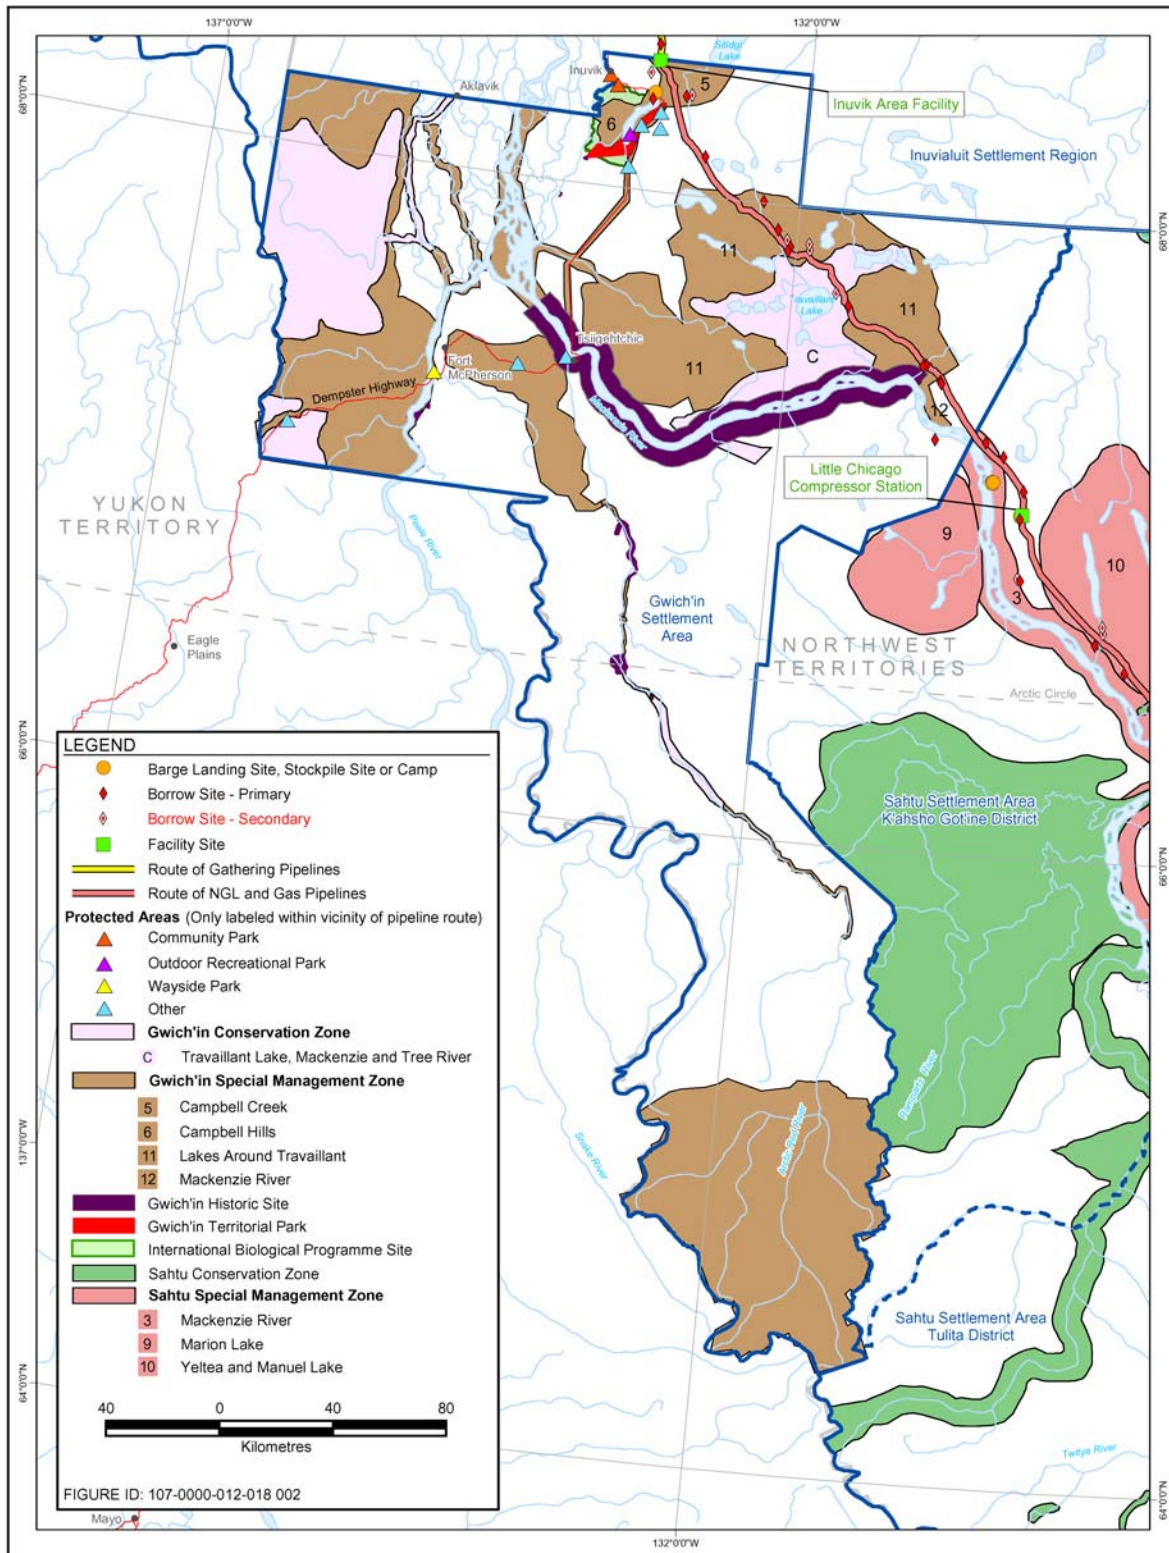 137°0'0"W
132°0'0"W
68°0'0"N
Sitidgi
Lake
Inuvik
Aklavik
5
Inuvik Area Facility
6
Inuvialuit Settlement Region
68°0'0"N
11
11
Travaillant
Lake
Tsiigehtchic
11
C
Fort
McPherson
Dempster Highway
Mackenzie River
12
Little Chicago
Compressor Station
YUKON
TERRITORY
Peele River
9
10
3
Gwich'in
Settlement
Area
Eagle
Plains
NORTHWEST
TERRITORIES
Arctic Circle
66°0'0"N
Sahtu Settlement Area
K'ahsho Got'ine District
66°0'0"N
Ramparts River
Snake River
Arctic Red River
137°0'0"W
Sahtu Settlement Area
Tulita District
64°0'0"N
Twitya River
64°0'0"N
Mayo
132°0'0"W
LEGEND
Barge Landing Site, Stockpile Site or Camp
Borrow Site - Primary
Borrow Site - Secondary
Facility Site
Route of Gathering Pipelines
Route of NGL and Gas Pipelines
Protected Areas (Only labeled within vicinity of pipeline route)
Community Park
Outdoor Recreational Park
Wayside Park
Other
Gwich'in Conservation Zone
C Travaillant Lake, Mackenzie and Tree River
Gwich'in Special Management Zone
5 Campbell Creek
6 Campbell Hills
11 Lakes Around Travaillant
12 Mackenzie River
Gwich'in Historic Site
Gwich'in Territorial Park
International Biological Programme Site
Sahtu Conservation Zone
Sahtu Special Management Zone
3 Mackenzie River
9 Marion Lake
10 Yeltea and Manuel Lake
40 0 40 80
Kilometres
FIGURE ID: 107-0000-012-018 002